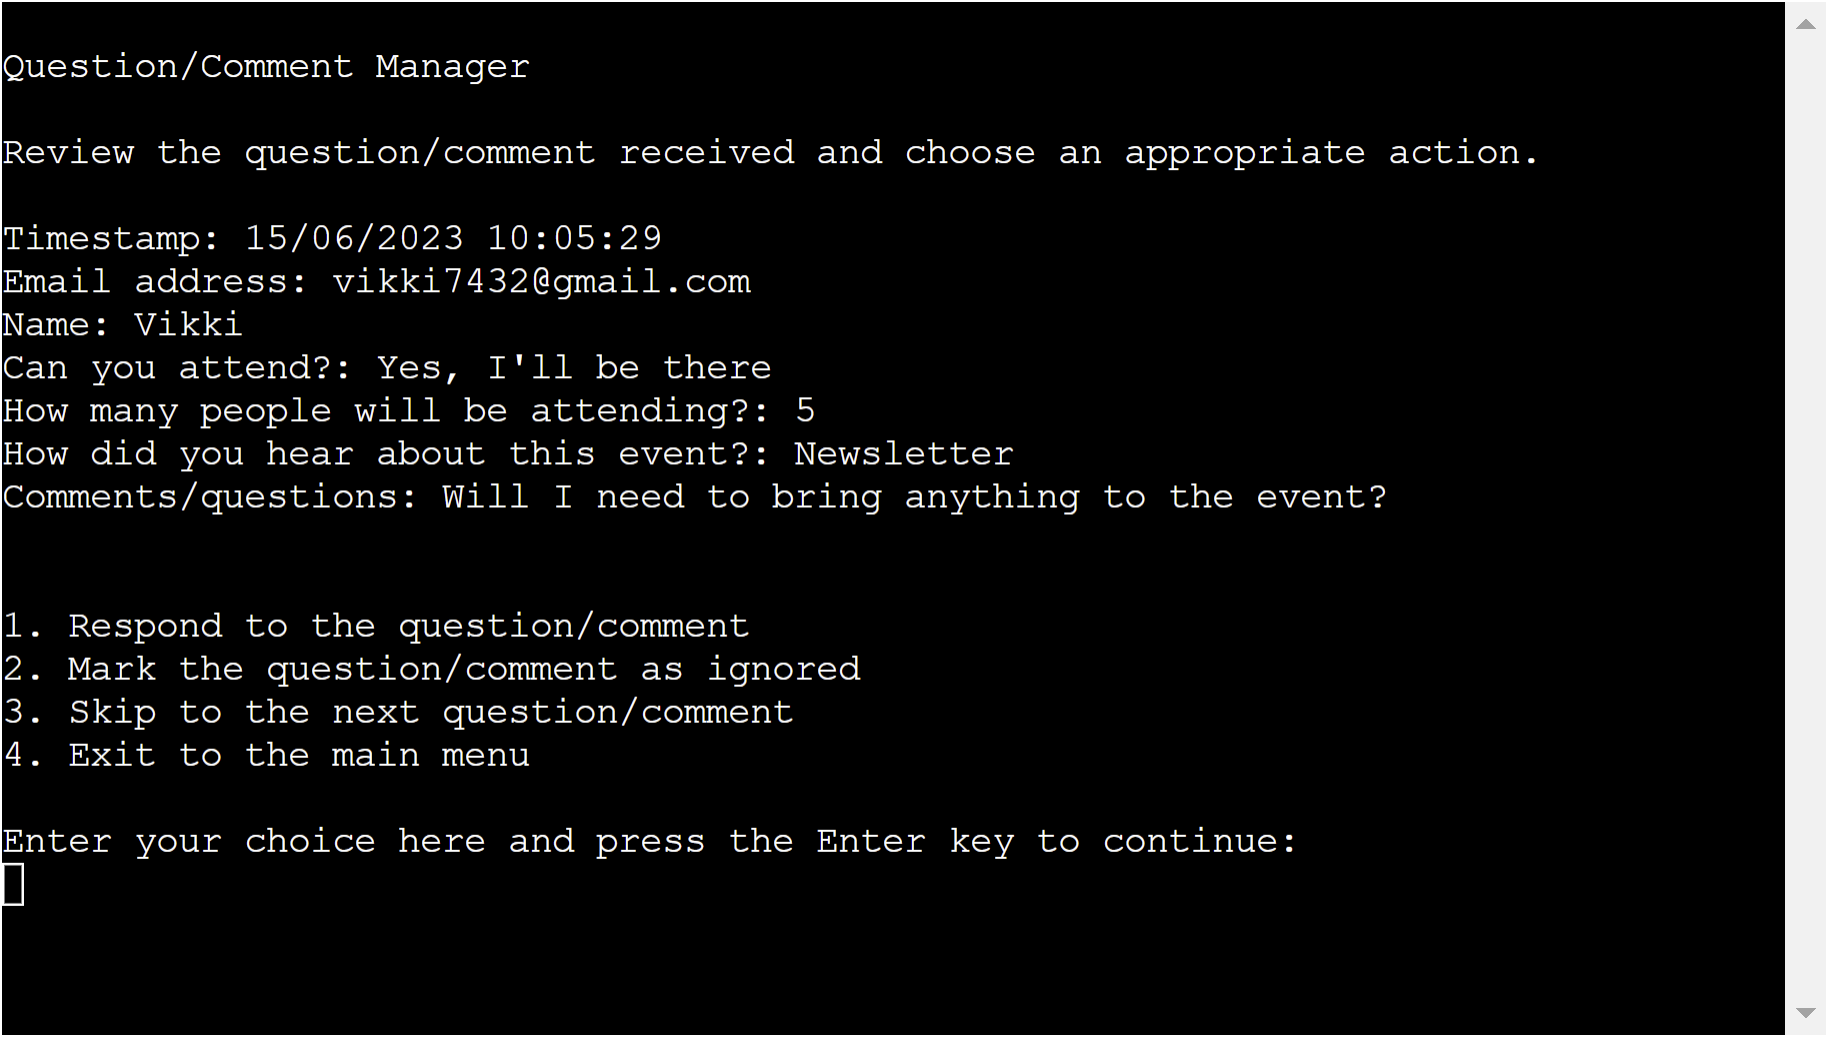 Question/Comment Manager
Review the question/comment received and choose an appropriate action.
Timestamp: 15/06/2023 10:05:29
Email address: vikki7432@gmail.com
Name: Vikki
Can you attend?: Yes, I'll be there
How many people will be attending?: 5
How did you hear about this event?: Newsletter
Comments/questions: Will I need to bring anything to the event?
1. Respond to the question/comment
2. Mark the question/comment as ignored
3. Skip to the next question/comment
4. Exit to the main menu
Enter your choice here and press the Enter key to continue: